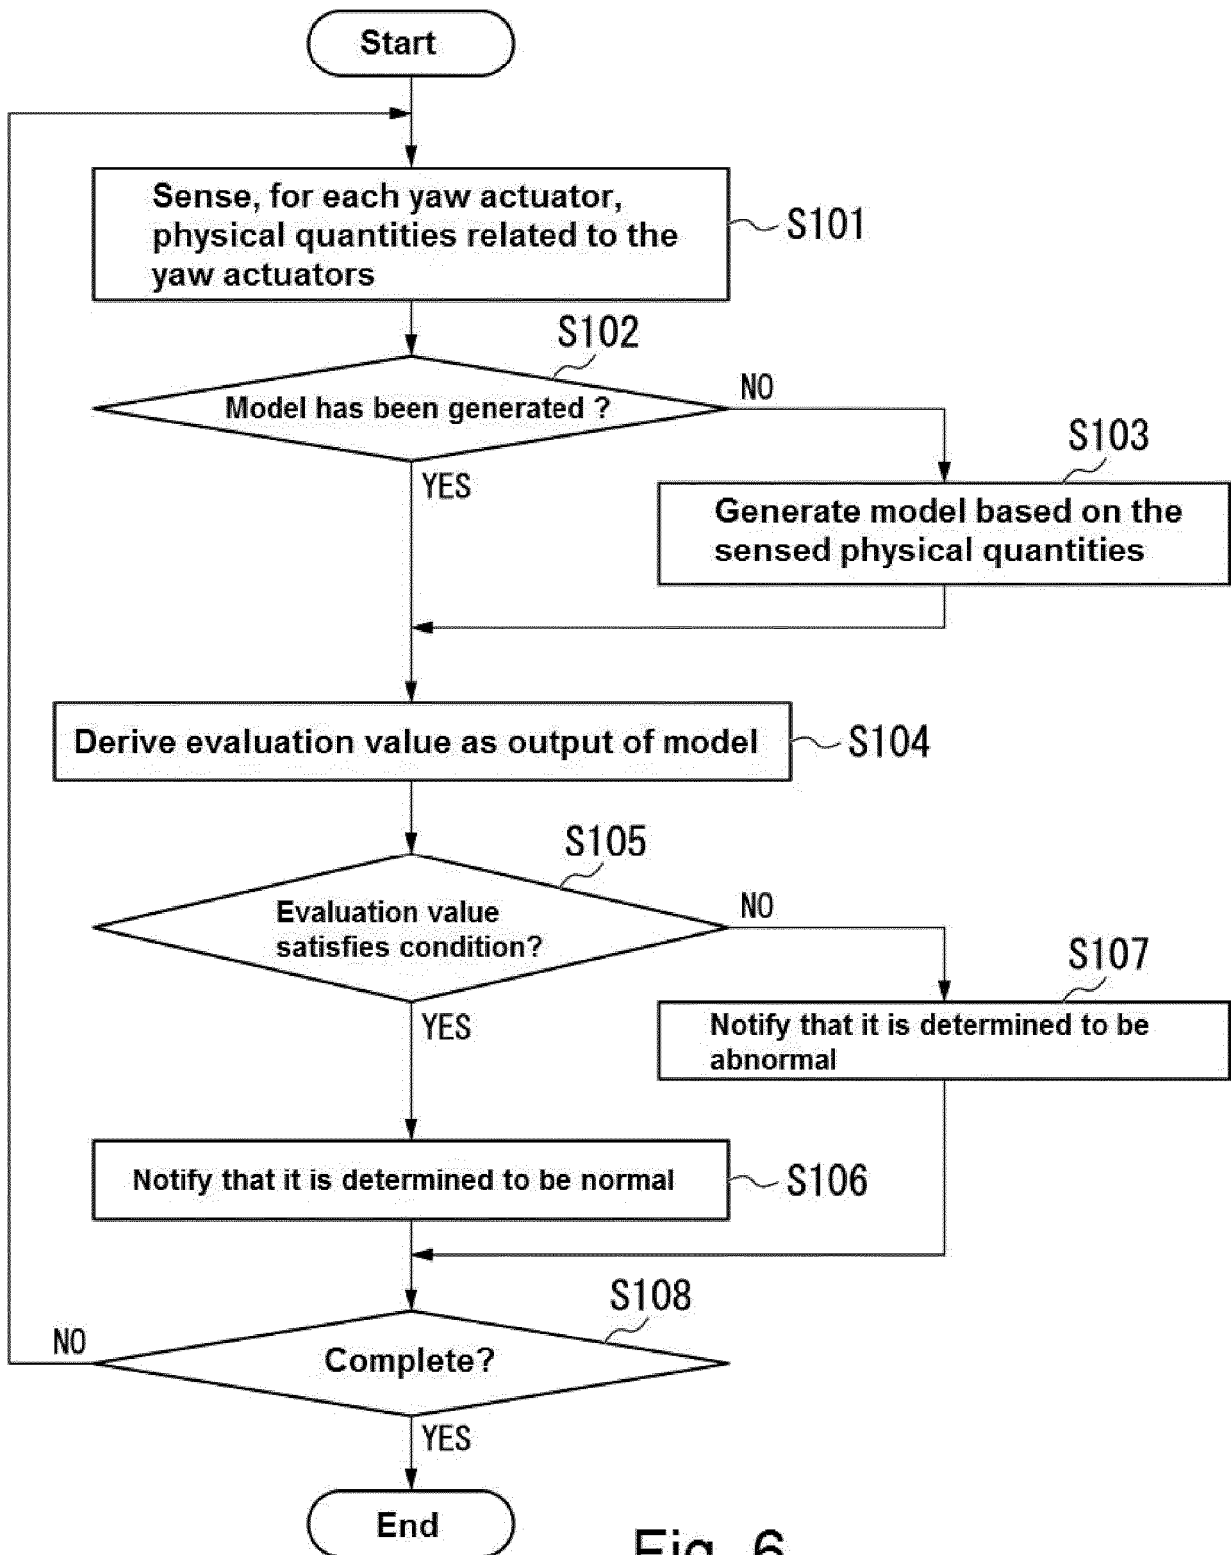 Start
Sense, for each yaw actuator,
physical quantities related to the
yaw actuators
S101
S102
Model has been generated ?
NO
YES
S103
Generate model based on the
sensed physical quantities
Derive evaluation value as output of model
S104
S105
Evaluation value
satisfies condition?
NO
YES
S107
Notify that it is determined to be
abnormal
Notify that it is determined to be normal
S106
S108
Complete?
NO
YES
End
Fig. 6